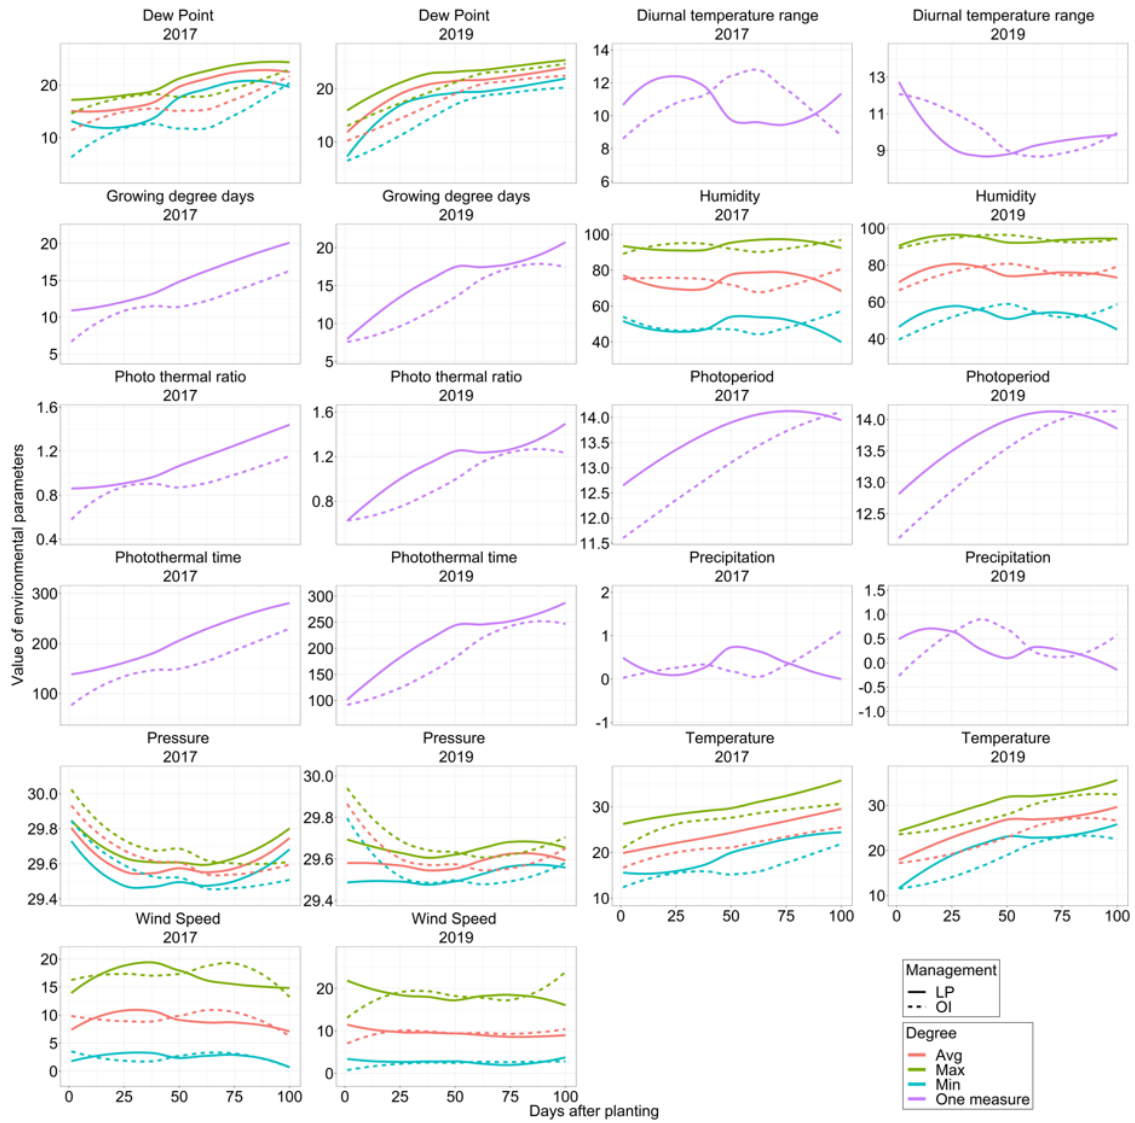 Dew Point Dew Point Diurnal temperature range Diurnal temperature range
2017 2019 2017 2019
20 10
20 10
14 12 10 8 6
13 11 9
Growing degree days Growing degree days Humidity Humidity
2017 2019 2017 2019
20 15 10 5
20 15 10 5
100 80 60 40
100 80 60 40
Photo thermal ratio Photo thermal ratio Photoperiod Photoperiod
2017 2019 2017 2019
1.6 1.2 0.8 0.4
1.6 1.2 0.8
14.0 13.5 13.0 12.5 12.0 11.5
14.0 13.5 13.0 12.5
Value of environmental parameters
Photothermal time Photothermal time Precipitation Precipitation
2017 2019 2017 2019
300 200 100
300 250 200 150 100
2 1 0 -1
1.5 1.0 0.5 0.0 -0.5 -1.0
Pressure Pressure Temperature Temperature
2017 2019 2017 2019
30.0 29.8 29.6 29.4
30.0 29.8 29.6 29.4
30 20 10
30 20 10
0 25 50 75 100 0 25 50 75 100
Wind Speed Wind Speed
2017 2019
20 15 10 5 0
20 10 0
0 25 50 75 100 0 25 50 75 100
Days after planting
Management
LP
OI
Degree
Avg
Max
Min
One measure